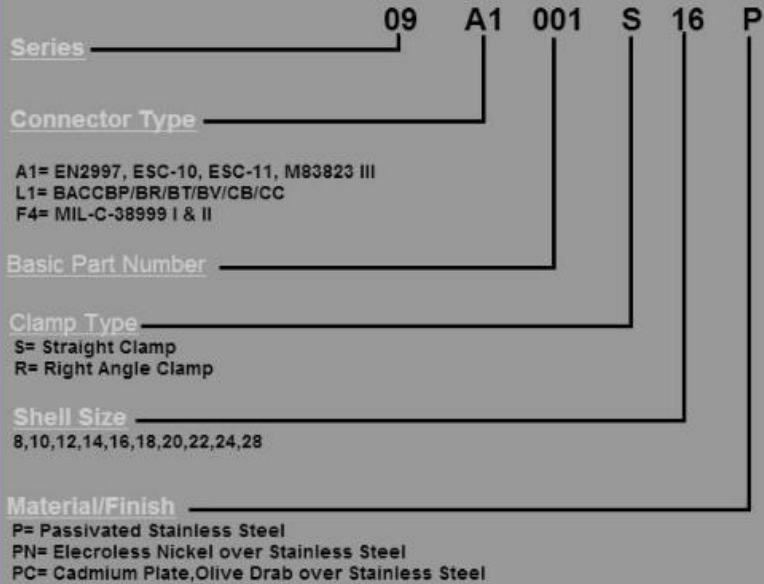 09 A1 001 S 16 P
Series
Connector Type
A1= EN2997, ESC-10, ESC-11, M83823 III
L1= BACCBP/BR/BT/BV/CB/CC
F4= MIL-C-38999 I & II
Basic Part Number
Clamp Type
S= Straight Clamp
R= Right Angle Clamp
Shell Size
8,10,12,14,16,18,20,22,24,28
Material/Finish
P= Passivated Stainless Steel
PN= Elecroless Nickel over Stainless Steel
PC= Cadmium Plate,Olive Drab over Stainless Steel